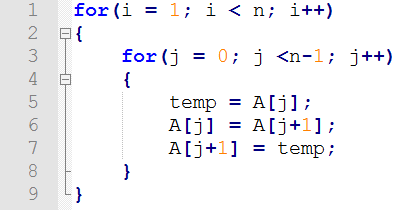 1 for(i = 1; i < n; i++)
2 {
3 for(j = 0; j <n-1; j++)
4 {
5 temp = A[j];
6 A[j] = A[j+1];
7 A[j+1] = temp;
8 }
9 }